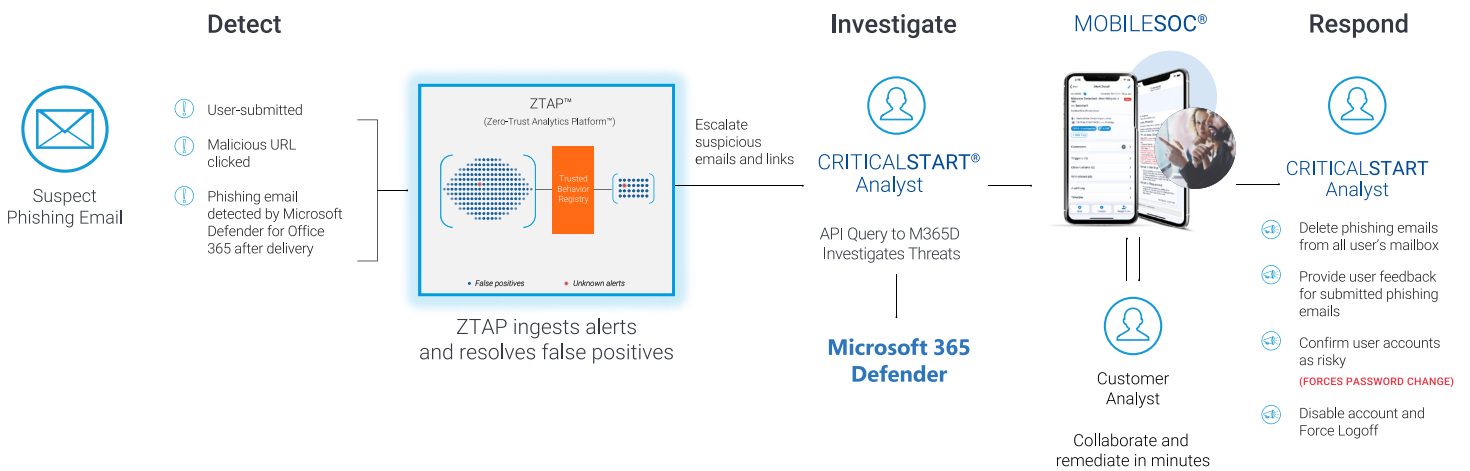 Detect
Suspect
Phishing Email
User-submitted
Malicious URL
clicked
Phishing email
detected by Microsoft
Defender for Office
365 after delivery
ZTAP™
(Zero-Trust Analytics Platform™)
Trusted
Behavior
Registry
False positives
Unknown alerts
ZTAP ingests alerts
and resolves false positives
Escalate
suspicious
emails and links
Investigate
CRITICALSTART®
Analyst
API Query to M365D
Investigates Threats
Microsoft 365
Defender
MOBILESOC®
Customer
Analyst
Collaborate and
remediate in minutes
Respond
CRITICALSTART
Analyst
Delete phishing emails
from all user's mailbox
Provide user feedback
for submitted phishing
emails
Confirm user accounts
as risky
(FORCES PASSWORD CHANGE)
Disable account and
Force Logoff